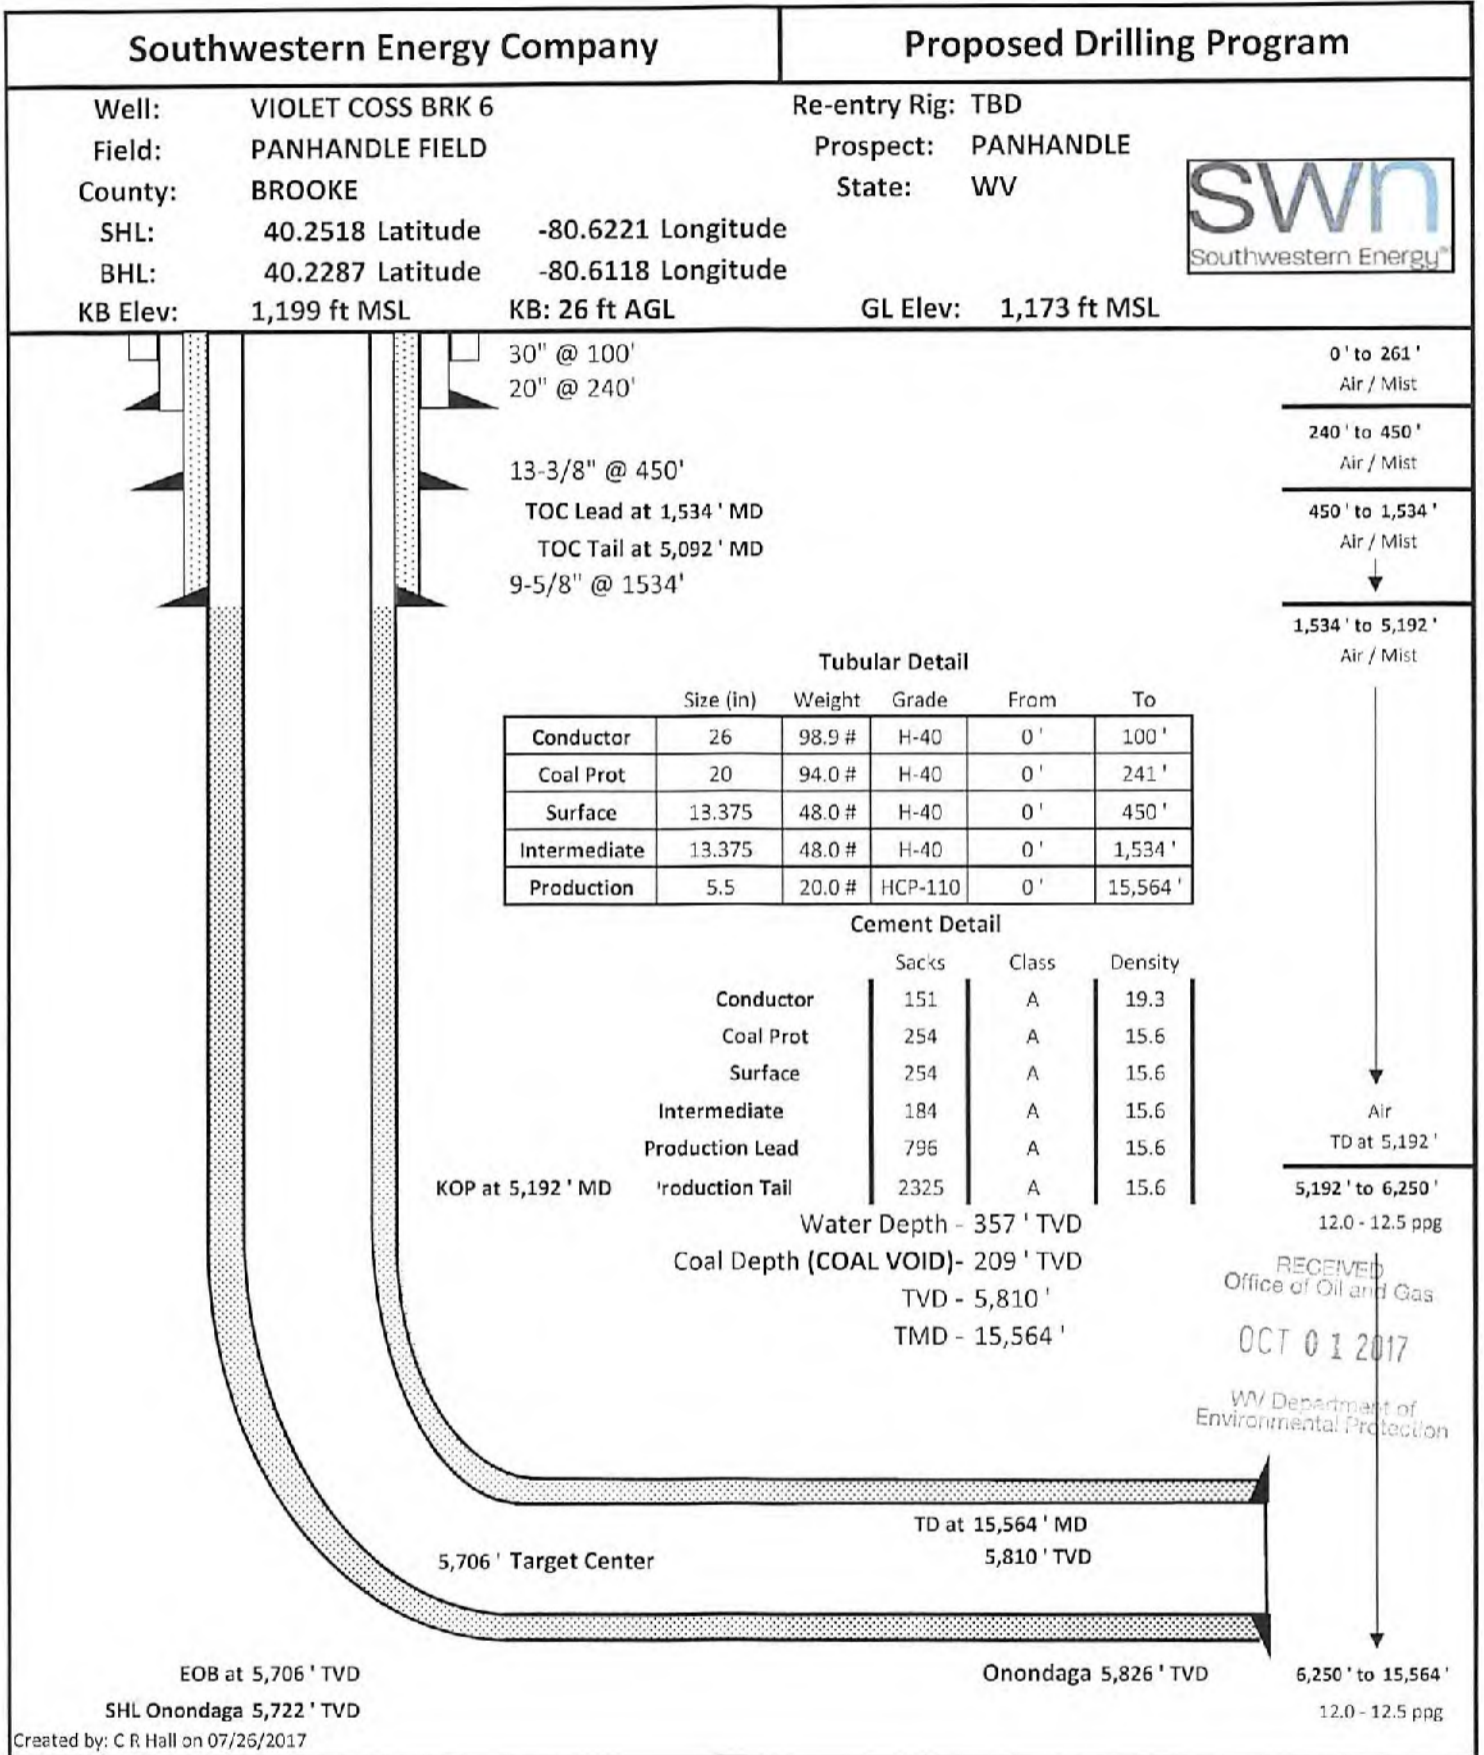 Southwestern Energy Company
Proposed Drilling Program
Well: VIOLET COSS BRK 6 Re-entry Rig: TBD
Field: PANHANDLE FIELD Prospect: PANHANDLE
County: BROOKE State: WV
SHL: 40.2518 Latitude -80.6221 Longitude
BHL: 40.2287 Latitude -80.6118 Longitude
KB Elev: 1,199 ft MSL KB: 26 ft AGL GL Elev: 1,173 ft MSL
swn
Southwestern Energy
30" @ 100'
20" @ 240'
13-3/8" @ 450'
TOC Lead at 1,534 ' MD
TOC Tail at 5,092 ' MD
9-5/8" @ 1534'
0 ' to 261 '
Air / Mist
240 ' to 450 '
Air / Mist
450 ' to 1,534 '
Air / Mist
1,534 ' to 5,192 '
Air / Mist
Tubular Detail
Size (in) Weight Grade From To
Conductor 26 98.9 # H-40 0 ' 100 '
Coal Prot 20 94.0 # H-40 0 ' 241 '
Surface 13.375 48.0 # H-40 0 ' 450 '
Intermediate 13.375 48.0 # H-40 0 ' 1,534 '
Production 5.5 20.0 # HCP-110 0 ' 15,564 '
Cement Detail
Sacks Class Density
Conductor 151 A 19.3
Coal Prot 254 A 15.6
Surface 254 A 15.6
Intermediate 184 A 15.6
Production Lead 796 A 15.6
KOP at 5,192 ' MD 'roduction Tail 2325 A 15.6
Water Depth - 357 ' TVD
Coal Depth (COAL VOID)- 209 ' TVD
TVD - 5,810 '
TMD - 15,564 '
Air
TD at 5,192 '
5,192 ' to 6,250 '
12.0 - 12.5 ppg
RECEIVED
Office of Oil and Gas
OCT 0 1 2017
WV Department of
Environmental Protection
TD at 15,564 ' MD
5,810 ' TVD
5,706 ' Target Center
EOB at 5,706 ' TVD
SHL Onondaga 5,722 ' TVD
Onondaga 5,826 ' TVD
6,250 ' to 15,564 '
12.0 - 12.5 ppg
Created by: C R Hall on 07/26/2017